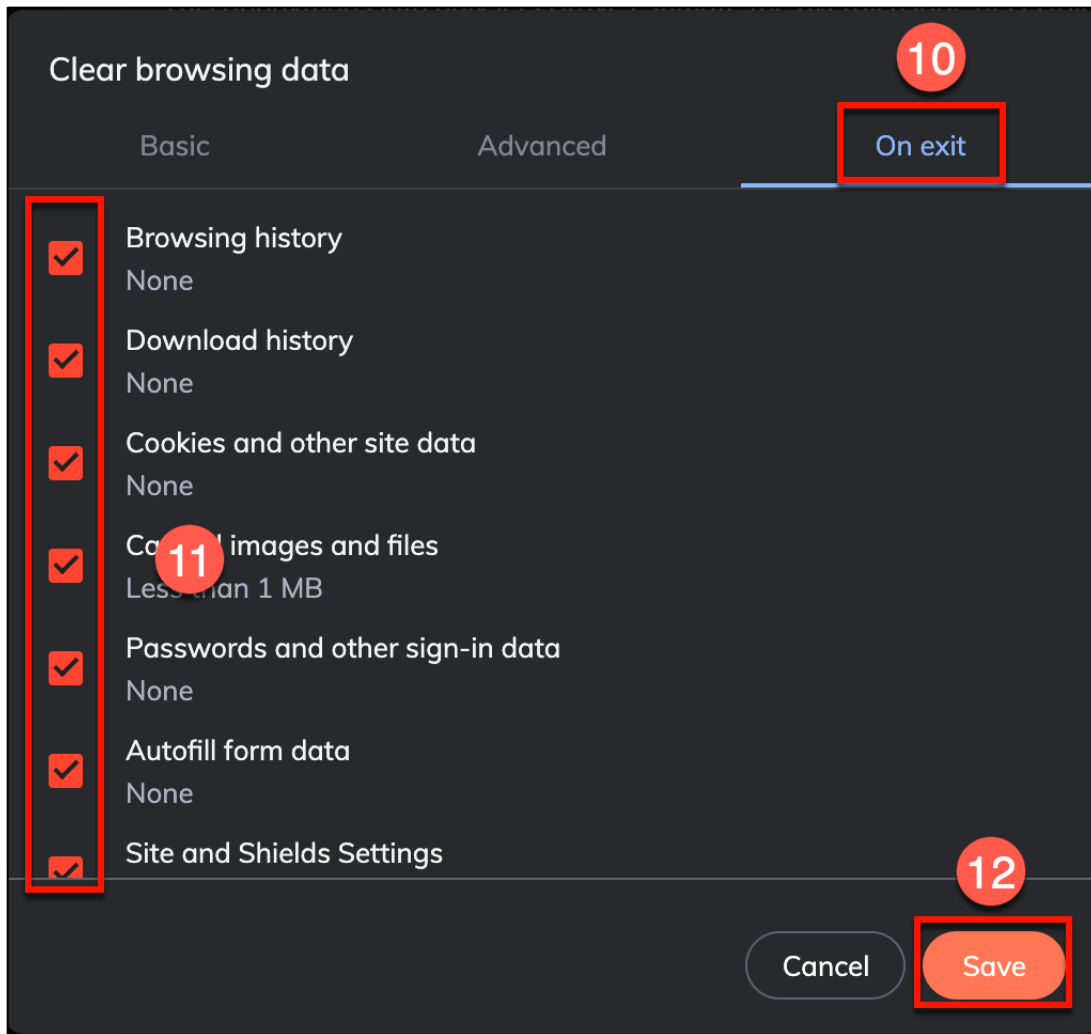 Clear browsing data
10
Basic
Advanced
On exit
Browsing history
None
Download history
None
Cookies and other site data
None
images and files
11
than 1 MB
Passwords and other sign-in data
None
Autofill form data
None
Site and Shields Settings
12
Cancel
Save